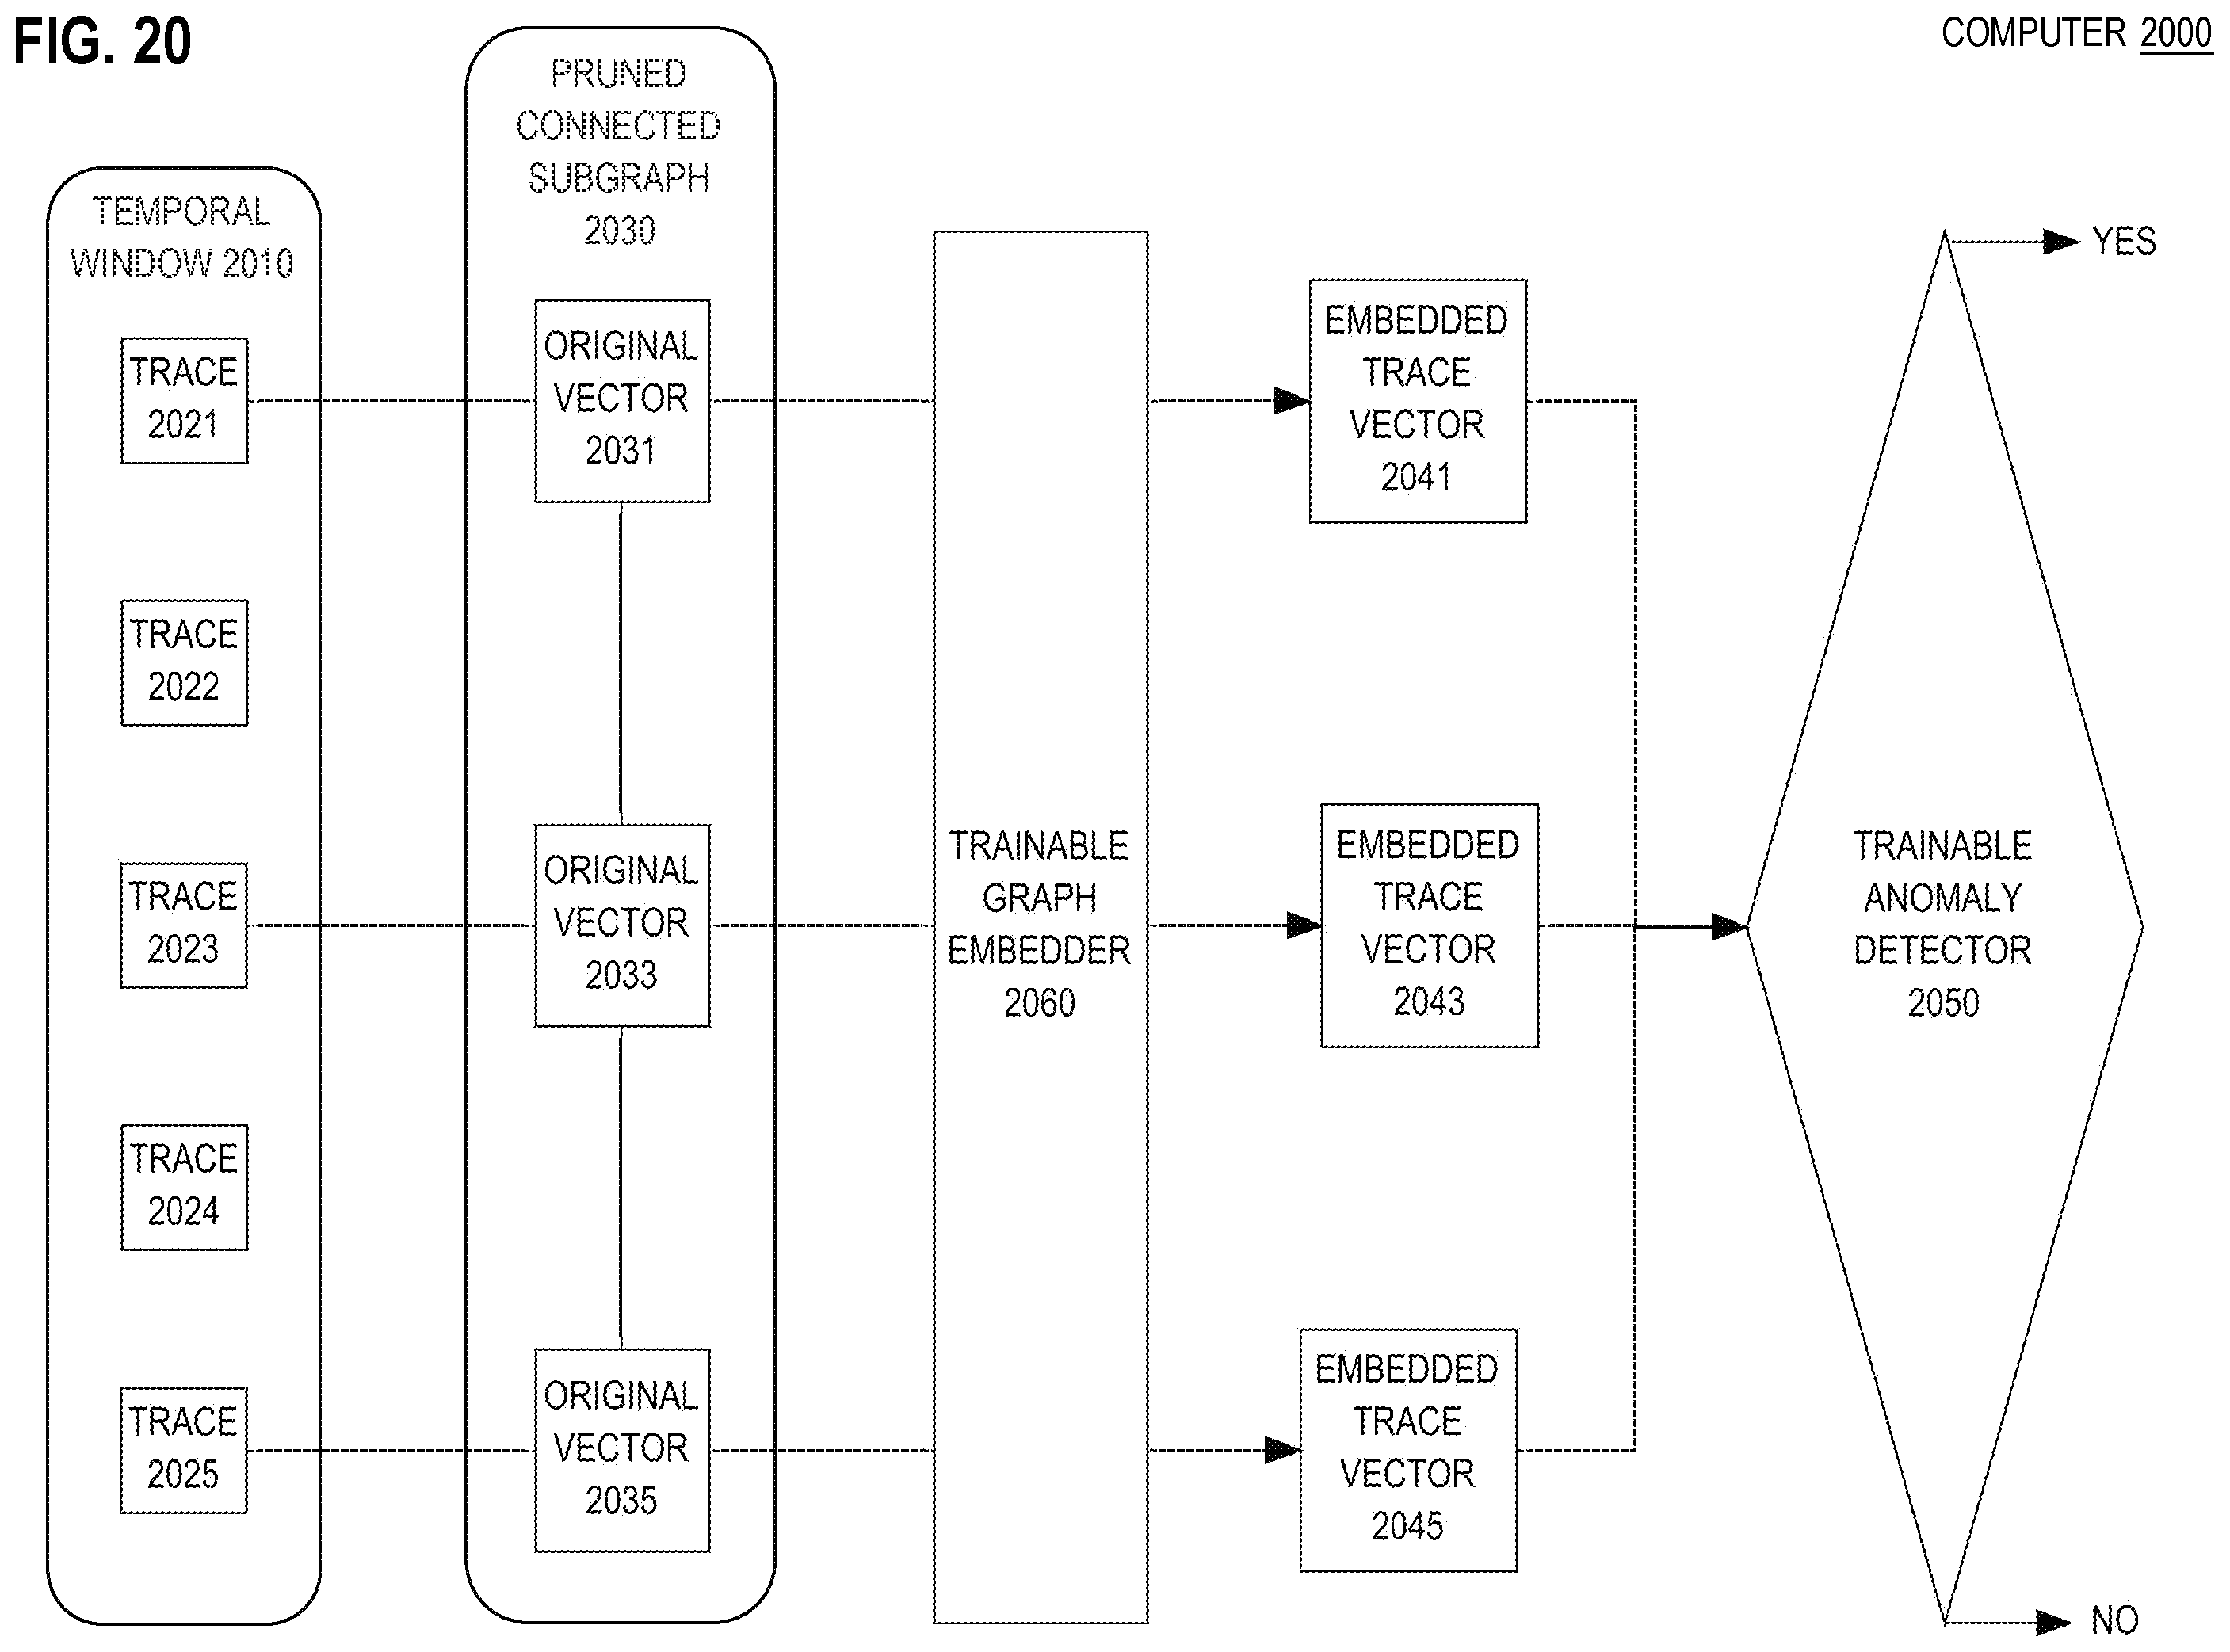 FIG. 20
COMPUTER 2000
TEMPORAL
WINDOW 2010
TRACE
2021
TRACE
2022
TRACE
2023
TRACE
2024
TRACE
2025
PRUNED
CONNECTED
SUBGRAPH
2030
ORIGINAL
VECTOR
2031
ORIGINAL
VECTOR
2033
ORIGINAL
VECTOR
2035
TRAINABLE
GRAPH
EMBEDDER
2060
EMBEDDED
TRACE
VECTOR
2041
EMBEDDED
TRACE
VECTOR
2043
EMBEDDED
TRACE
VECTOR
2045
TRAINABLE
ANOMALY
DETECTOR
2050
YES
NO